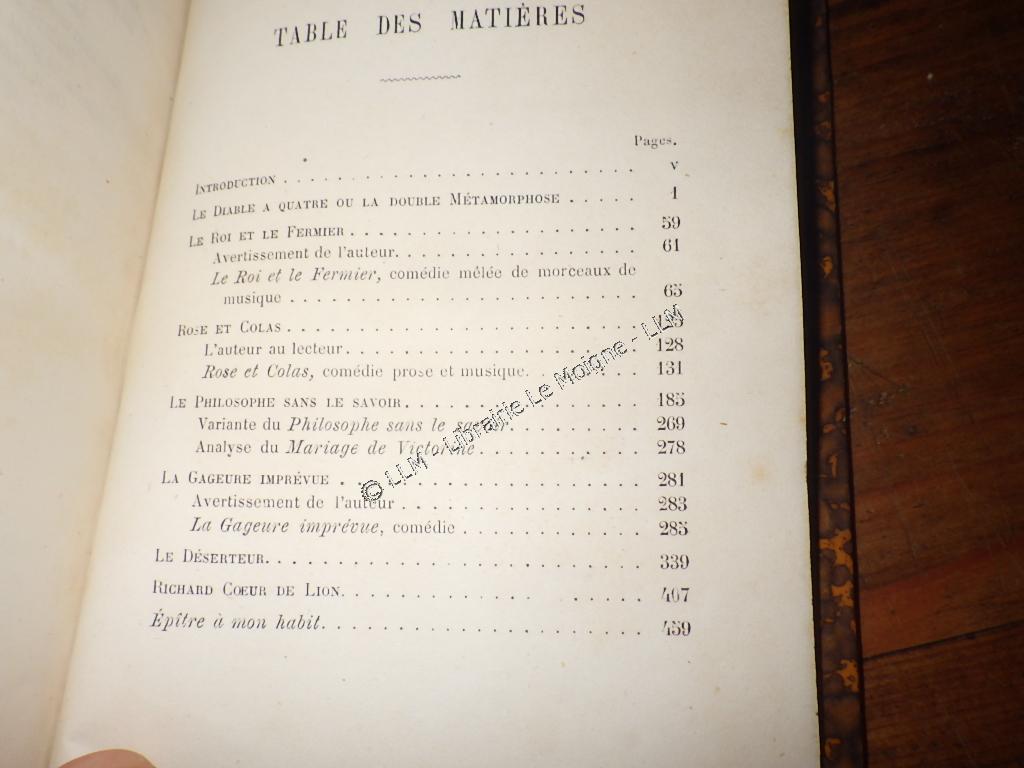 TABLE DES MATIÈRES
Pages.
INTRODUCTION . . . . . . . . . . . . . . . . . . . . . . . . . . v
LE DIABLE A QUATRE OU LA DOUBLE MÉTAMORPHOSE . . . . . 1
LE ROI ET LE FERMIER . . . . . . . . . . . . . . . . . . . . . 59
Avertissement de l'auteur. . . . . . . . . . . . . . . . . . 61
Le Roi et le Fermier, comédie mêlée de morceaux de
musique . . . . . . . . . . . . . . . . . . . . . . . . . . 65
ROSE ET COLAS . . . . . . . . . . . . . . . . . . . . . . . .
L'auteur au lecteur. . . . . . . . . . . . . . . . . . . . . . 128
Rose et Colas, comédie prose et musique. . . . . . . . 131
LE PHILOSOPHE SANS LE SAVOIR. . . . . . . . . . . . . . . . 185
Variante du Philosophe sans le . . . . . . . . . . 269
Analyse du Mariage de Victorine . . . . . . . . . . . . 278
LA GAGEURE IMPRÉVUE . . . . . . . . . . . . . . . . . . . . 281
Avertissement de l'auteur . . . . . . . . . . . . . . . . . 283
La Gageure imprévue, comédie . . . . . . . . . . . . . 285
LE DÉSERTEUR. . . . . . . . . . . . . . . . . . . . . . . . . 339
RICHARD CŒUR DE LION. . . . . . . . . . . . . . . . . . . . 407
Épître à mon habit. . . . . . . . . . . . . . . . . . . . . . 459
© LLM - Librairie Le Moigne - LLM